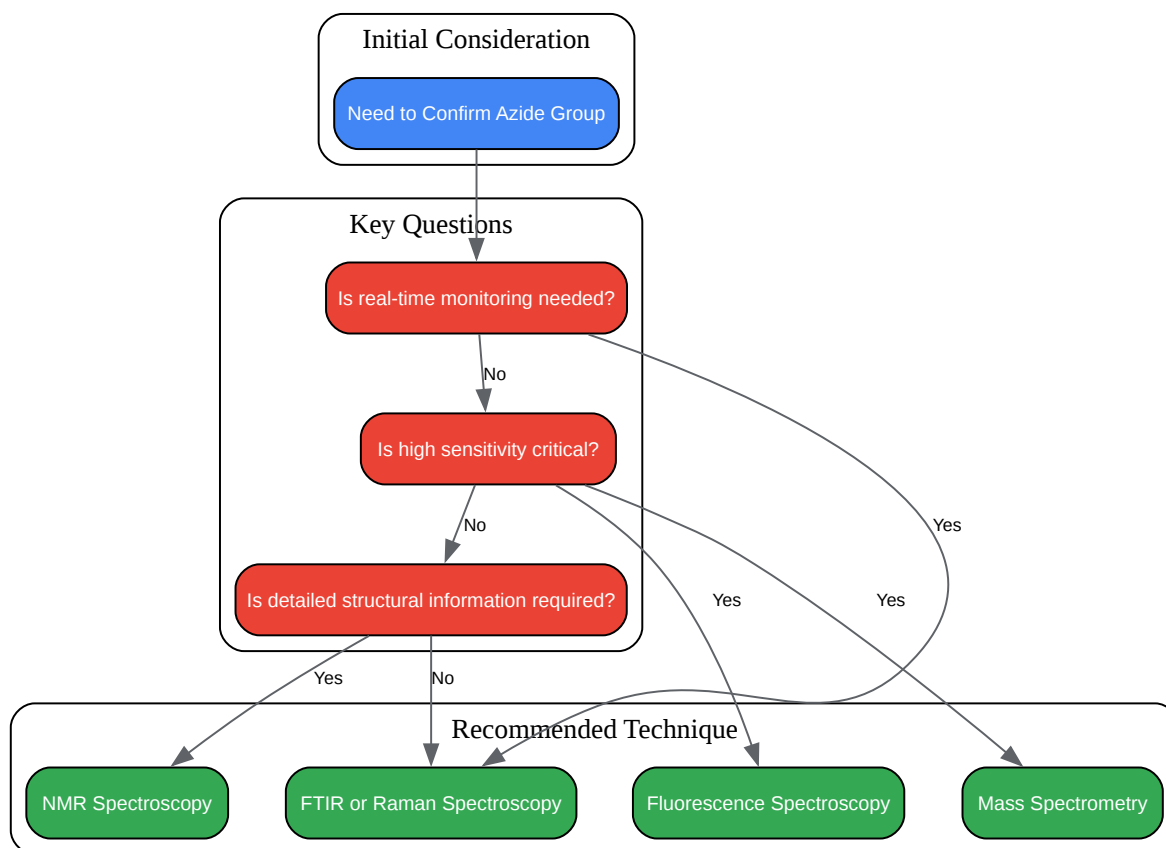 Initial Consideration
Need to Confirm Azide Group
Key Questions
Is real-time monitoring needed?
No
Is high sensitivity critical?
No
Yes
Is detailed structural information required?
Yes
Yes
Yes
No
Recommended Technique
NMR Spectroscopy
FTIR or Raman Spectroscopy
Fluorescence Spectroscopy
Mass Spectrometry